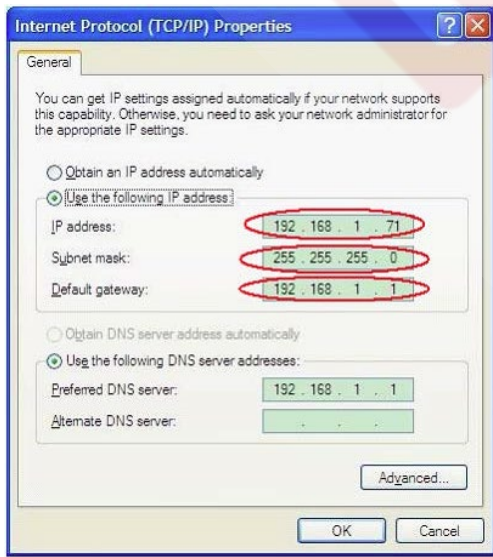 Internet Protocol (TCP/IP) Properties
General
You can get IP settings assigned automatically if your network supports
this capability. Otherwise, you need to ask your network administrator for
the appropriate IP settings.
Obtain an IP address automatically
Use the following IP address:
IP address: 192 . 168 . 1 . 71
Subnet mask: 255 . 255 . 255 . 0
Default gateway: 192 . 168 . 1 . 1
Obtain DNS server address automatically
Use the following DNS server addresses:
Preferred DNS server: 192 . 168 . 1 . 1
Alternate DNS server: . . .
Advanced...
OK Cancel